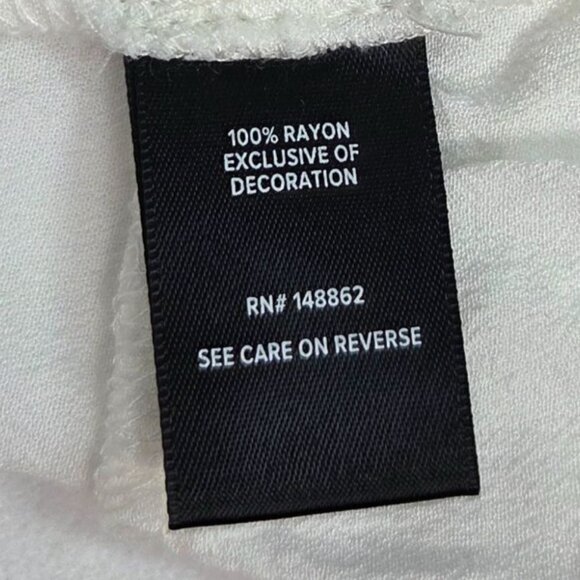 100% RAYON
EXCLUSIVE OF
DECORATION
RN# 148862
SEE CARE ON REVERSE